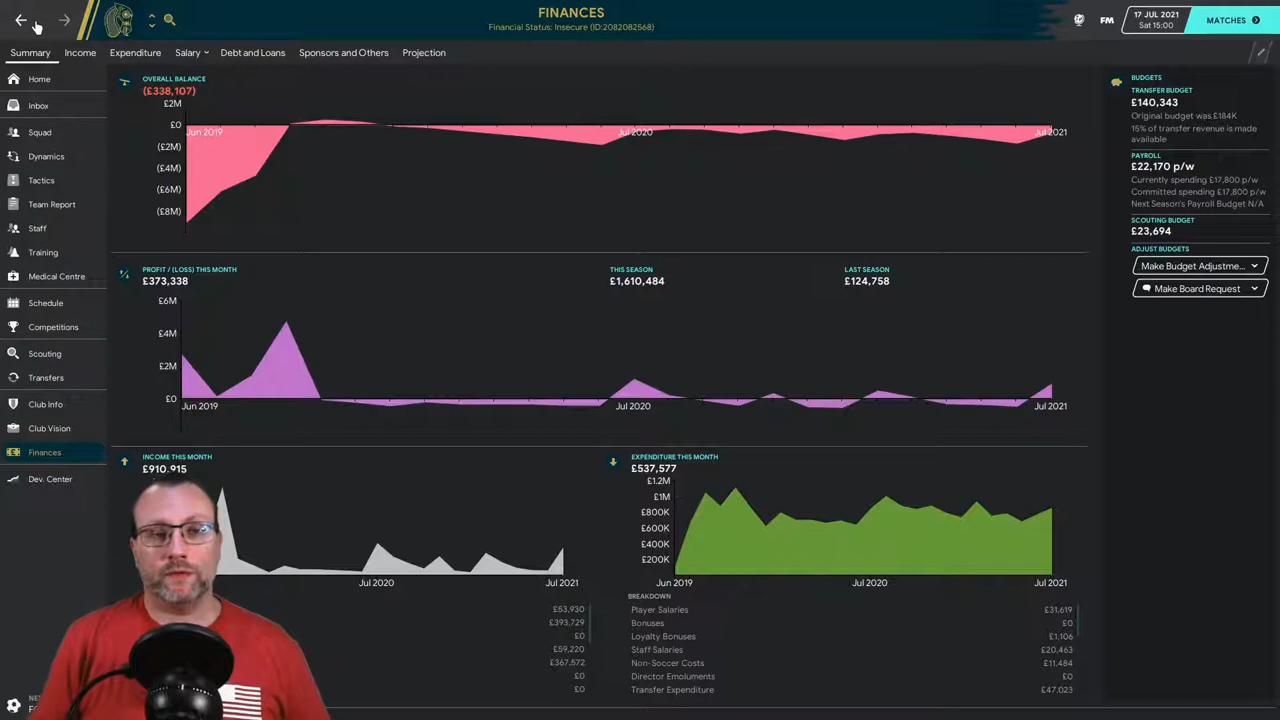 FINANCES
Financial Status: Insecure (ID:2082082568)
FM
17 JUL 2021
Sat 15:00
MATCHES
Summary
Income
Expenditure
Salary
Debt and Loans
Sponsors and Others
Projection
Home
Inbox
Squad
Dynamics
Tactics
Team Report
Staff
Training
Medical Centre
Schedule
Competitions
Scouting
Transfers
Club Info
Club Vision
Finances
Dev. Center
OVERALL BALANCE
(£338,107)
£2M
£0
(£2M)
(£4M)
(£6M)
(£8M)
Jun 2019
Jul 2020
Jul 2021
PROFIT / (LOSS) THIS MONTH
£373,338
THIS SEASON
£1,610,484
LAST SEASON
£124,758
£6M
£4M
£2M
£0
Jun 2019
Jul 2020
Jul 2021
INCOME THIS MONTH
£910,915
Jul 2020
Jul 2021
£53,930
£393,729
£0
£59,220
£367,572
£0
£0
EXPENDITURE THIS MONTH
£537,577
£1.2M
£1M
£800K
£600K
£400K
£200K
Jun 2019
Jul 2020
Jul 2021
BREAKDOWN
Player Salaries £31,619
Bonuses £0
Loyalty Bonuses £1,106
Staff Salaries £20,463
Non-Soccer Costs £11,484
Director Emoluments £0
Transfer Expenditure £47,023
BUDGETS
TRANSFER BUDGET
£140,343
Original budget was £184K
15% of transfer revenue is made
available
PAYROLL
£22,170 p/w
Currently spending £17,800 p/w
Committed spending £17,800 p/w
Next Season's Payroll Budget N/A
SCOUTING BUDGET
£23,694
ADJUST BUDGETS
Make Budget Adjustme...
Make Board Request